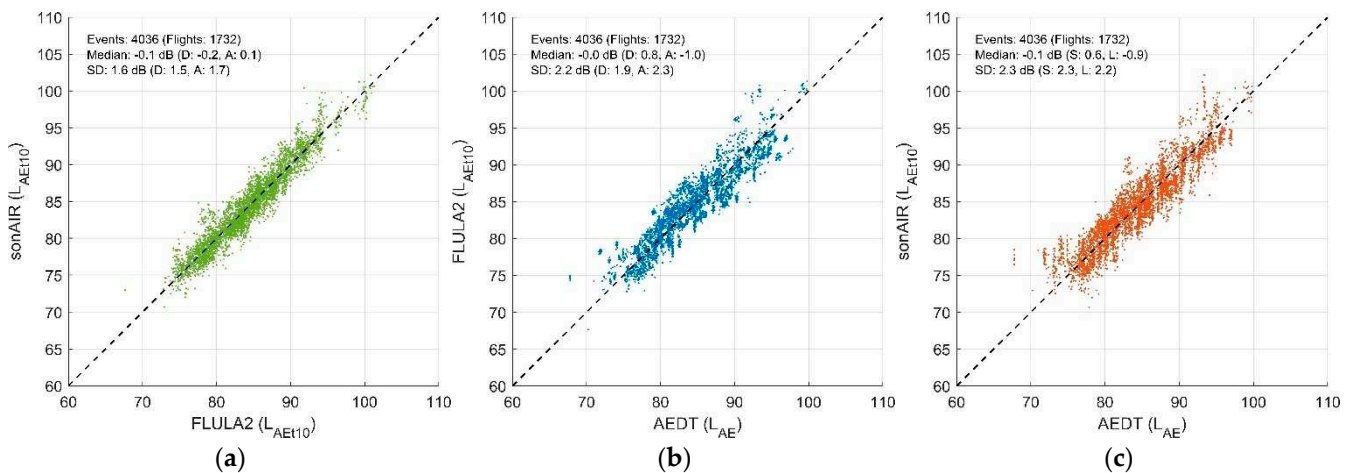 110
105
100
95
90
85
80
75
70
65
60
sonAIR (L_AEt10)
Events: 4036 (Flights: 1732)
Median: -0.1 dB (D: -0.2, A: 0.1)
SD: 1.6 dB (D: 1.5, A: 1.7)
60 70 80 90 100 110
FLULA2 (L_AEt10)
(a)
110
105
100
95
90
85
80
75
70
65
60
FLULA2 (L_AEt10)
Events: 4036 (Flights: 1732)
Median: -0.0 dB (D: 0.8, A: -1.0)
SD: 2.2 dB (D: 1.9, A: 2.3)
60 70 80 90 100 110
AEDT (L_AE)
(b)
110
105
100
95
90
85
80
75
70
65
60
sonAIR (L_AEt10)
Events: 4036 (Flights: 1732)
Median: -0.1 dB (S: 0.6, L: -0.9)
SD: 2.3 dB (S: 2.3, L: 2.2)
60 70 80 90 100 110
AEDT (L_AE)
(c)